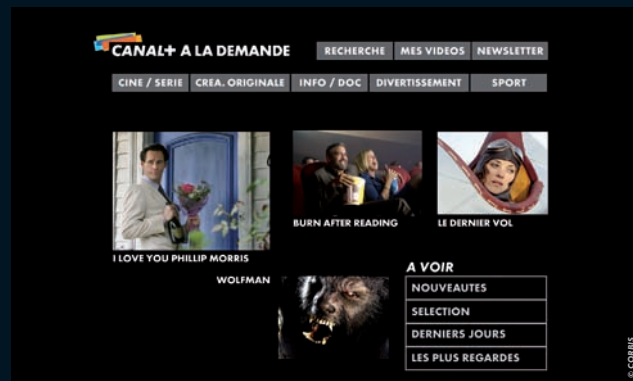 CANAL+ A LA DEMANDE
RECHERCHE
MES VIDEOS
NEWSLETTER
CINE / SERIE
CREA. ORIGINALE
INFO / DOC
DIVERTISSEMENT
SPORT
I LOVE YOU PHILLIP MORRIS
BURN AFTER READING
LE DERNIER VOL
WOLFMAN
A VOIR
NOUVEAUTES
SELECTION
DERNIERS JOURS
LES PLUS REGARDES
© CORBIS